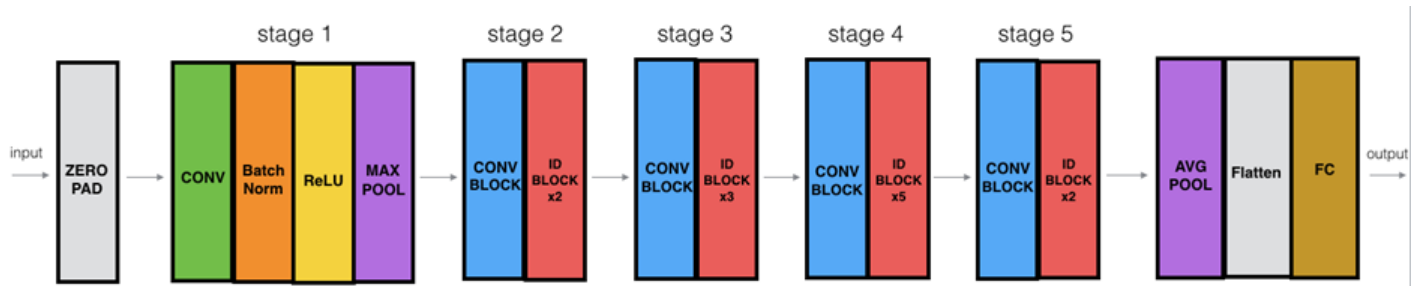 stage 1
stage 2
stage 3
stage 4
stage 5
input
ZERO
PAD
CONV
Batch
Norm
ReLU
MAX
POOL
CONV
BLOCK
ID
BLOCK
x2
CONV
BLOCK
ID
BLOCK
x3
CONV
BLOCK
ID
BLOCK
x5
CONV
BLOCK
ID
BLOCK
x2
AVG
POOL
Flatten
FC
output